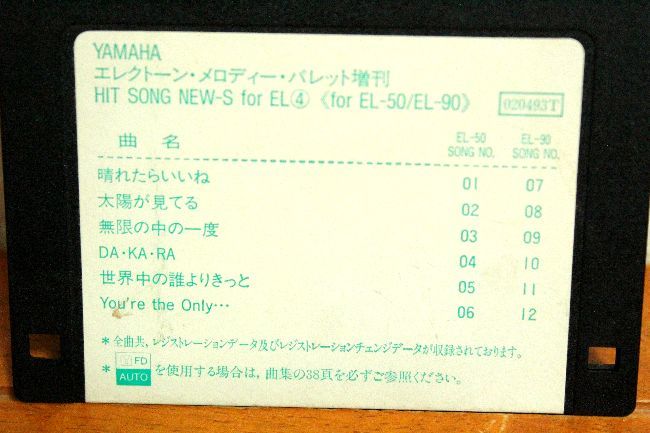 YAMAHA
エレクトーン・メロディー・パレット増刊
HIT SONG NEW-S for EL④ 《for EL-50/EL-90》 020493T
曲 名 EL-50 SONG NO. EL-90 SONG NO.
晴れたらいいね 01 07
太陽が見てる 02 08
無限の中の一度 03 09
DA・KA・RA 04 10
世界中の誰よりきっと 05 11
You're the Only… 06 12
＊全曲共，レジストレーションデータ及びレジストレーションチェンジデータが収録されております。
＊ FD AUTO を使用する場合は，曲集の38頁を必ずご参照ください。